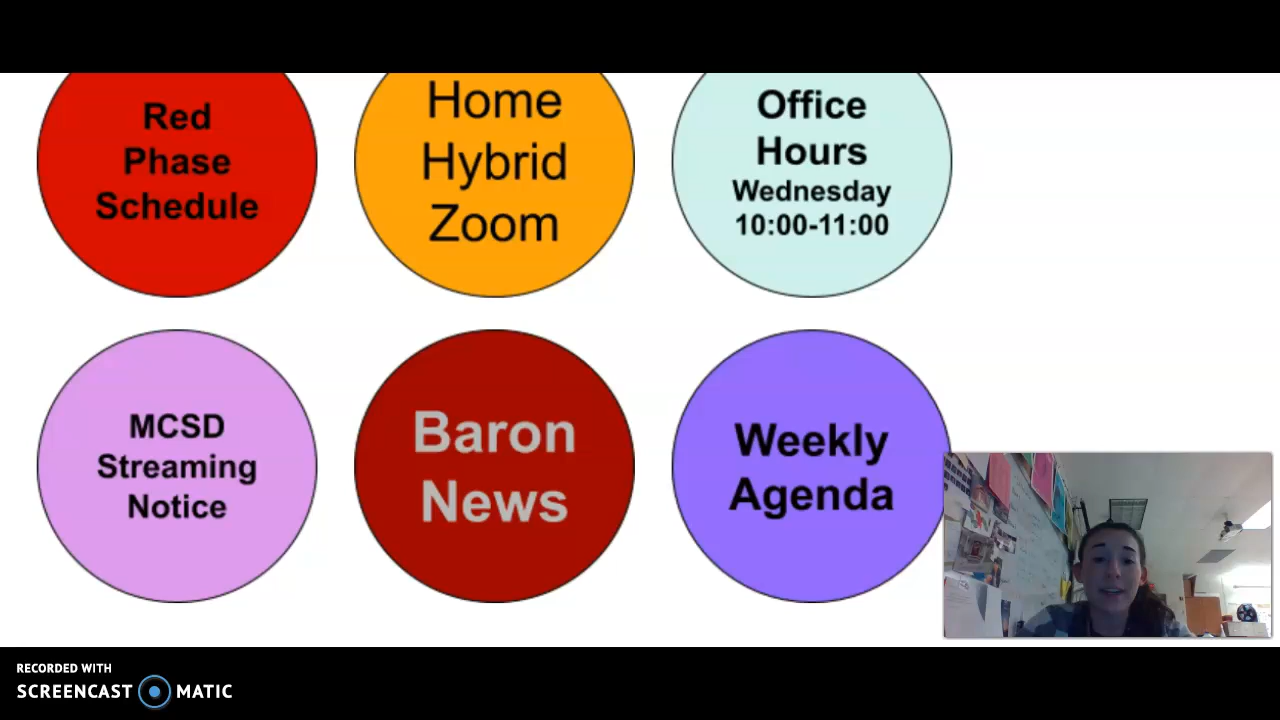 Red
Phase
Schedule
Home
Hybrid
Zoom
Office
Hours
Wednesday
10:00-11:00
MCSD
Streaming
Notice
Baron
News
Weekly
Agenda
RECORDED WITH
SCREENCAST MATIC